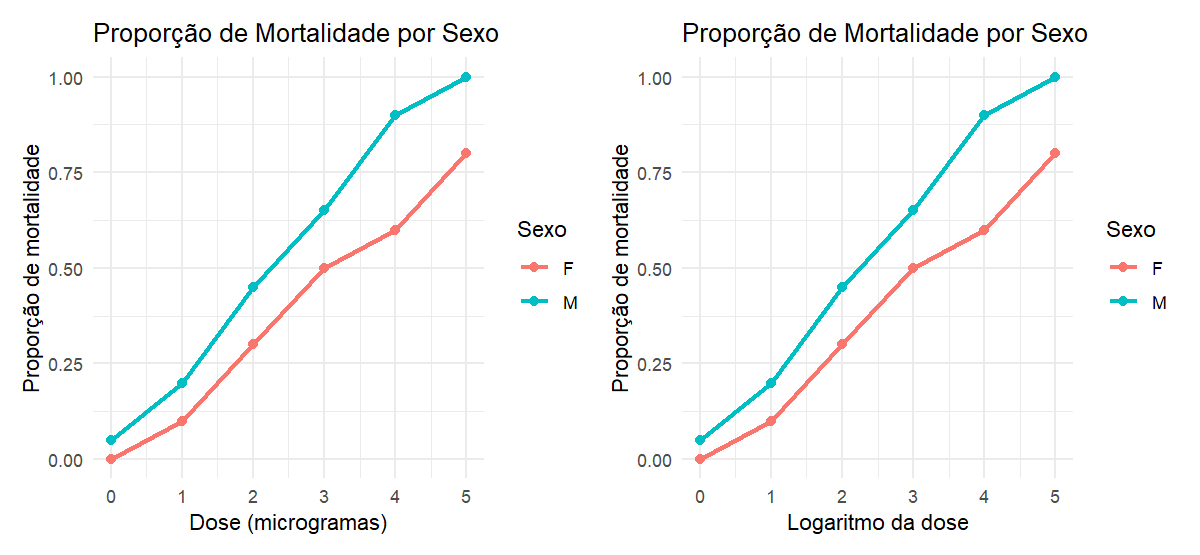 Proporção de Mortalidade por Sexo
Proporção de mortalidade
1.00
0.75
0.50
0.25
0.00
0 1 2 3 4 5
Dose (microgramas)
Sexo
F
M
Proporção de Mortalidade por Sexo
Proporção de mortalidade
1.00
0.75
0.50
0.25
0.00
0 1 2 3 4 5
Logaritmo da dose
Sexo
F
M